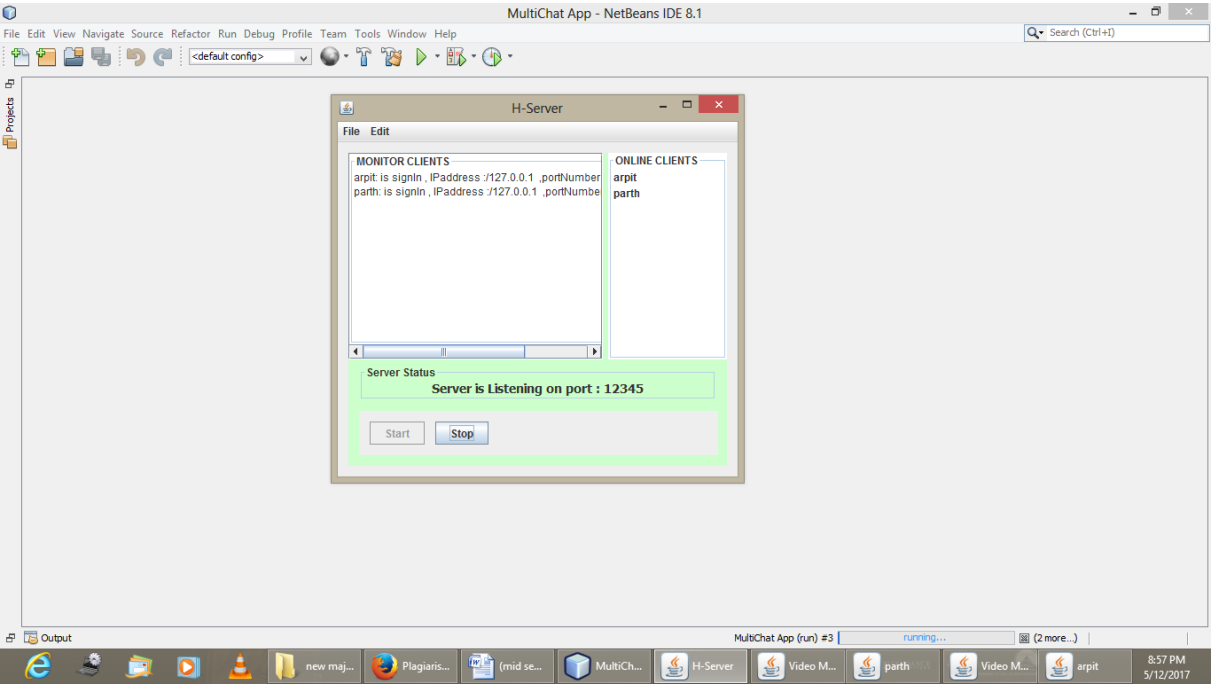 MultiChat App - NetBeans IDE 8.1
File Edit View Navigate Source Refactor Run Debug Profile Team Tools Window Help
Search (Ctrl+I)
<default config>
Projects
H-Server
File Edit
MONITOR CLIENTS
arpit: is signIn , IPaddress :/127.0.0.1 ,portNumber
parth: is signIn , IPaddress :/127.0.0.1 ,portNumbe
ONLINE CLIENTS
arpit
parth
Server Status
Server is Listening on port : 12345
Start Stop
Output
MultiChat App (run) #3 running... (2 more...)
new maj... Plagiaris... (mid se... MultiCh... H-Server Video M... parth Video M... arpit
8:57 PM
5/12/2017